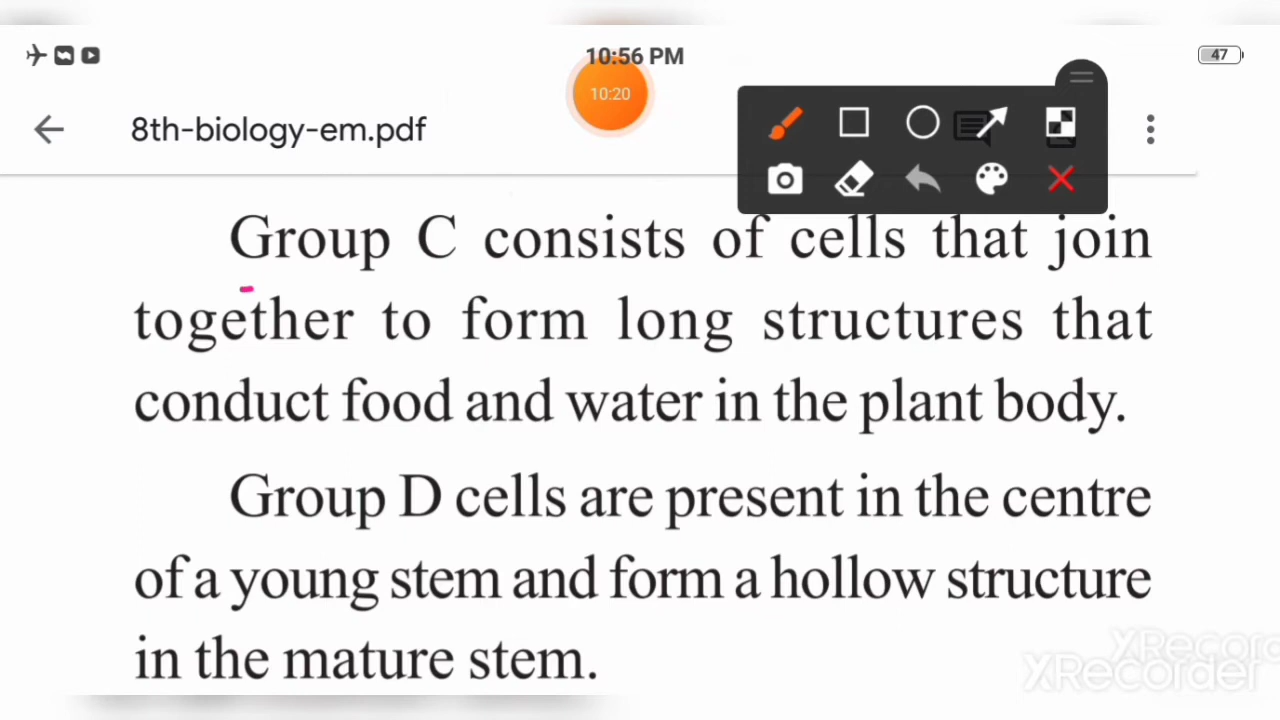 10:56 PM
47
10:20
8th-biology-em.pdf
Group C consists of cells that join
together to form long structures that
conduct food and water in the plant body.
Group D cells are present in the centre
of a young stem and form a hollow structure
in the mature stem.
XRecorder
XRecorder